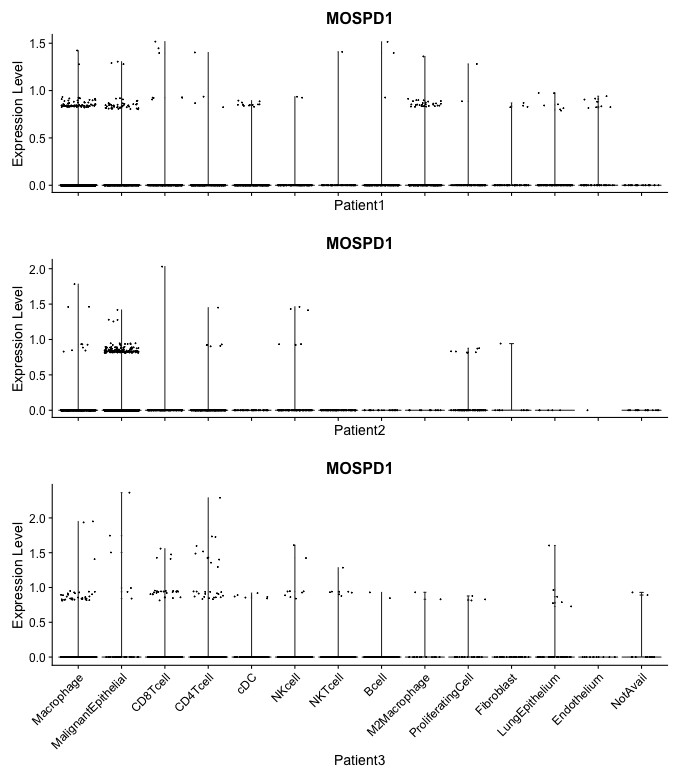 MOSPD1
Expression Level
1.5
1.0
0.5
0.0
Patient1
MOSPD1
Expression Level
2.0
1.5
1.0
0.5
0.0
Patient2
MOSPD1
Expression Level
2.0
1.5
1.0
0.5
0.0
Macrophage
MalignantEpithelial
CD8Tcell
CD4Tcell
cDC
NKcell
NKTcell
Bcell
M2Macrophage
ProliferatingCell
Fibroblast
LungEpithelium
Endothelium
NotAvail
Patient3